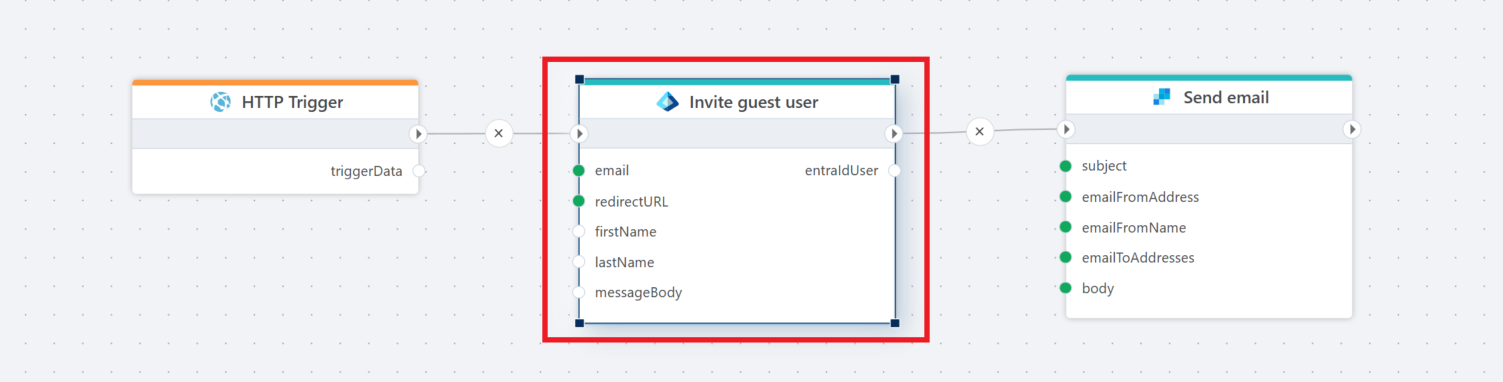 HTTP Trigger
triggerData
Invite guest user
email
entraIdUser
redirectURL
firstName
lastName
messageBody
Send email
subject
emailFromAddress
emailFromName
emailToAddresses
body